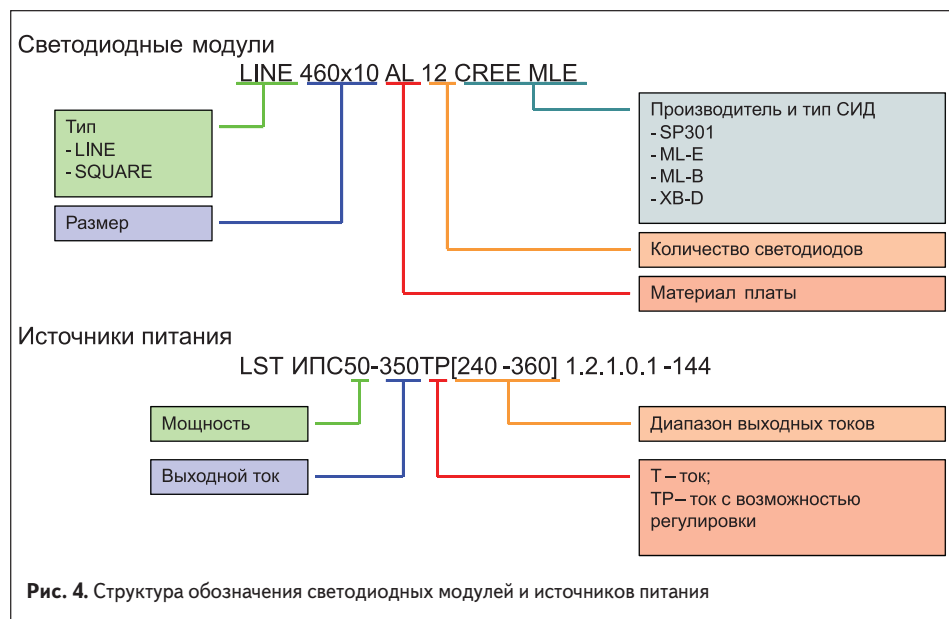 Светодиодные модули
LINE 460x10 AL 12 CREE MLE
Тип
- LINE
- SQUARE
Размер
Производитель и тип СИД
- SP301
- ML-E
- ML-B
- XB-D
Количество светодиодов
Материал платы
Источники питания
LST ИПС50-350ТР[240 -360] 1.2.1.0.1 -144
Мощность
Выходной ток
Диапазон выходных токов
Т – ток;
ТР– ток с возможностью
регулировки
Рис. 4. Структура обозначения светодиодных модулей и источников питания